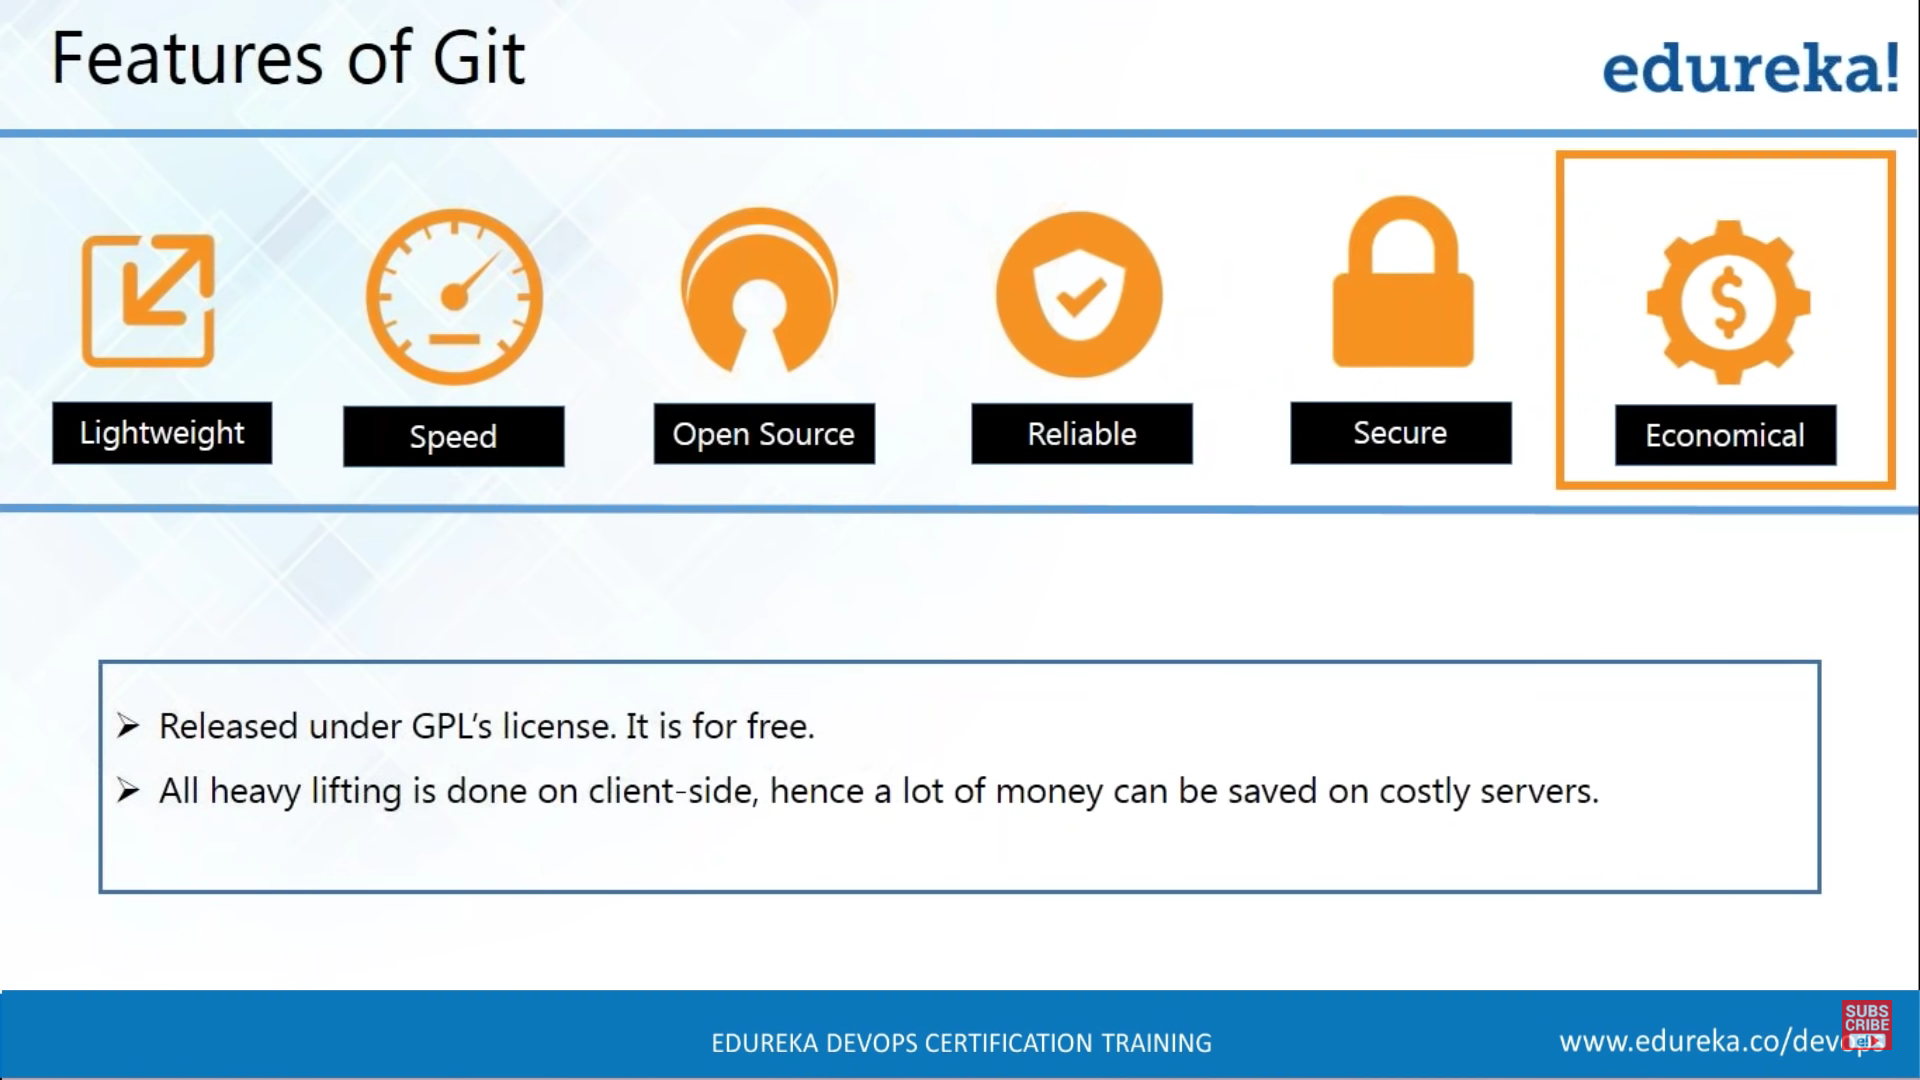 Features of Git
edureka!
Lightweight
Speed
Open Source
Reliable
Secure
Economical
Released under GPL's license. It is for free.
All heavy lifting is done on client-side, hence a lot of money can be saved on costly servers.
EDUREKA DEVOPS CERTIFICATION TRAINING
www.edureka.co/devops
SUBS
CRIBE
e!